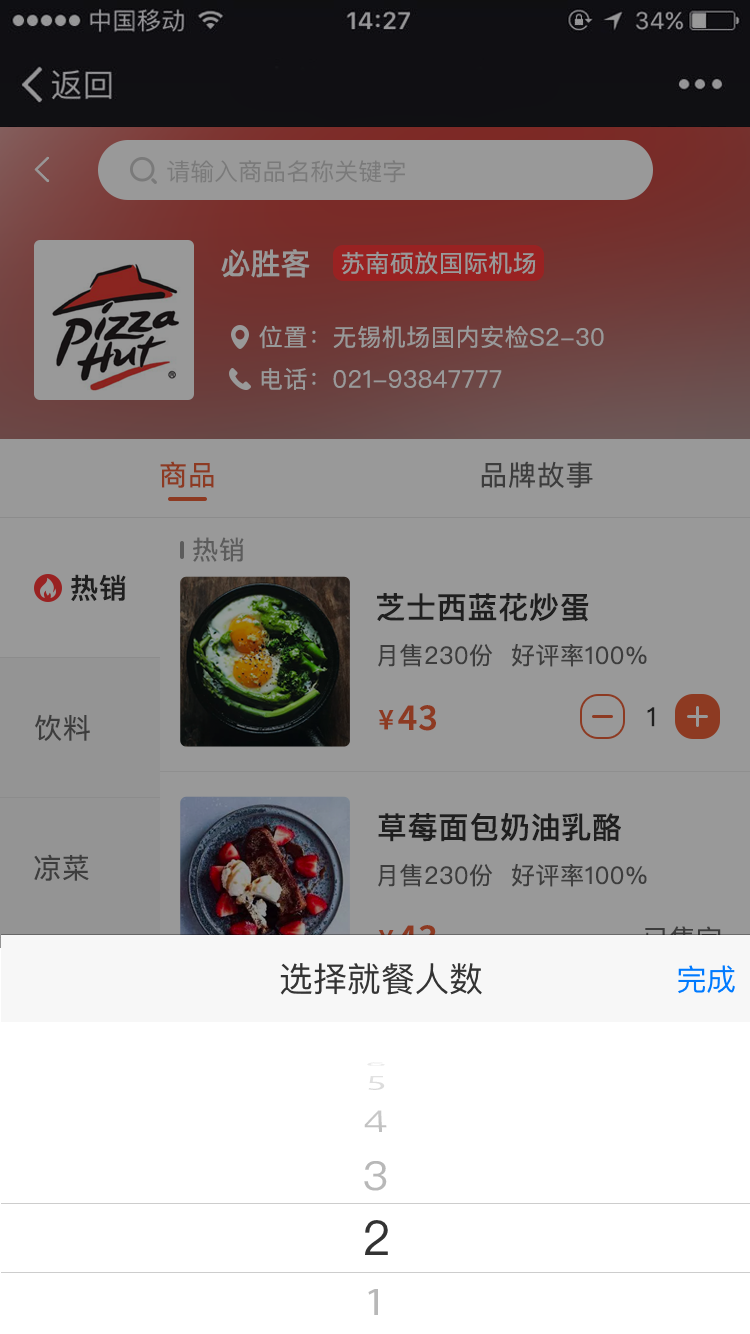 中国移动 14:27 34%
返回
请输入商品名称关键字
Pizza
Hut
®
必胜客 苏南硕放国际机场
位置：无锡机场国内安检S2-30
电话：021-93847777
商品 品牌故事
热销
热销
芝士西蓝花炒蛋
月售230份 好评率100%
¥43
1
饮料
草莓面包奶油乳酪
月售230份 好评率100%
凉菜
选择就餐人数 完成
5
4
3
2
1